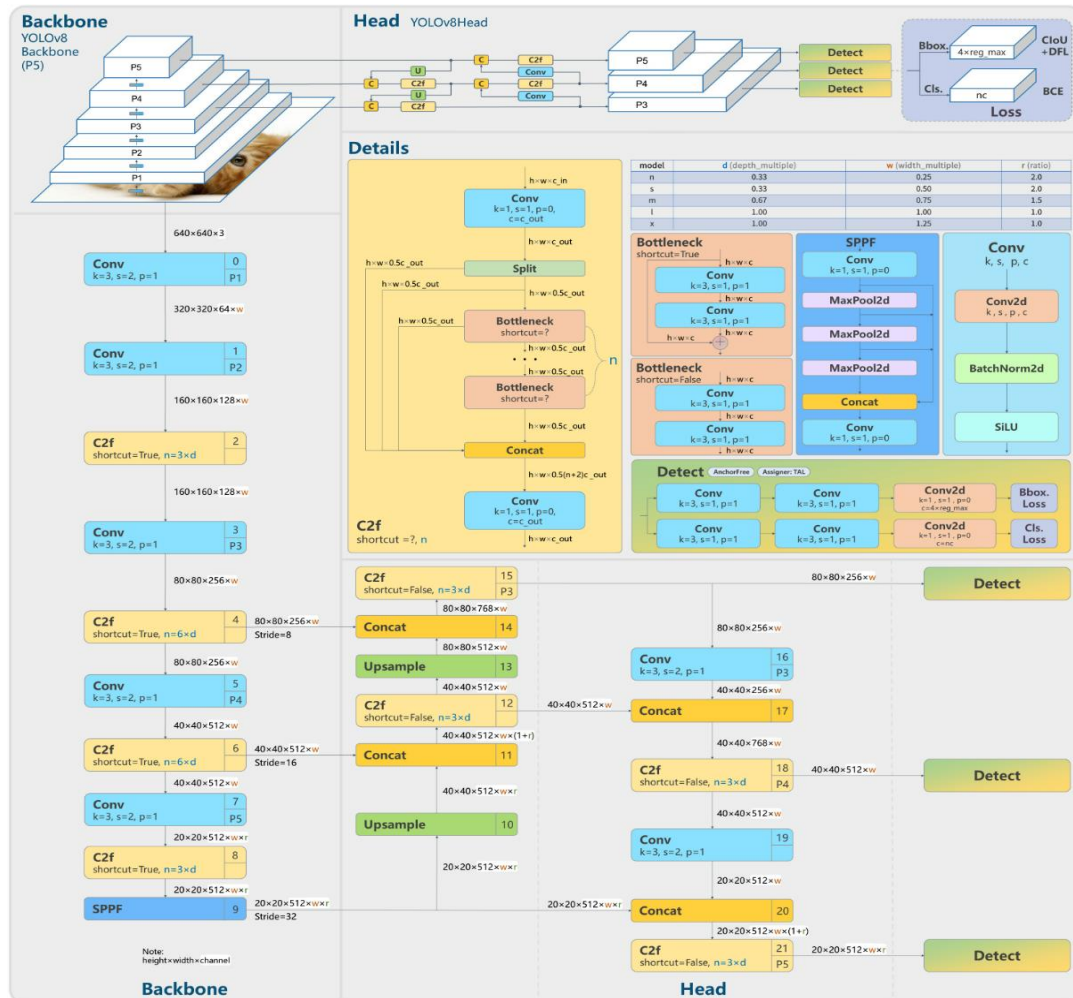 Backbone
YOLOv8
Backbone
(P5)
P5
P4
P3
P2
P1
Head YOLOv8Head
U
C
C2f
C
C2f
Conv
U
C
C2f
C
C2f
Conv
P5
P4
P3
Detect
Detect
Detect
Bbox.
4×reg_max
CIoU
+DFL
Cls.
nc
BCE
Loss
640×640×3
Conv
k=3, s=2, p=1
0
P1
320×320×64×w
Conv
k=3, s=2, p=1
1
P2
160×160×128×w
C2f
shortcut=True, n=3×d
2
160×160×128×w
Conv
k=3, s=2, p=1
3
P3
80×80×256×w
C2f
shortcut=True, n=6×d
4
80×80×256×w
Stride=8
80×80×256×w
Conv
k=3, s=2, p=1
5
P4
40×40×512×w
C2f
shortcut=True, n=6×d
6
40×40×512×w
Stride=16
40×40×512×w
Conv
k=3, s=2, p=1
7
P5
20×20×512×w×r
C2f
shortcut=True, n=3×d
8
20×20×512×w×r
SPPF
9
20×20×512×w×r
Stride=32
Note:
height×width×channel
Backbone
Details
h×w×c_in
Conv
k=1, s=1, p=0,
c=c_out
h×w×c_out
Split
h×w×0.5c_out
h×w×0.5c_out
h×w×0.5c_out
h×w×0.5c_out
Bottleneck
shortcut=?
h×w×0.5c_out
. . .
h×w×0.5c_out
Bottleneck
shortcut=?
n
h×w×0.5c_out
Concat
h×w×0.5(n+2)c_out
Conv
k=1, s=1, p=0,
c=c_out
h×w×c_out
C2f
shortcut =?, n
model d (depth_multiple) w (width_multiple) r (ratio)
n 0.33 0.25 2.0
s 0.33 0.50 2.0
m 0.67 0.75 1.5
l 1.00 1.00 1.0
x 1.00 1.25 1.0
Bottleneck
shortcut=True
h×w×c
Conv
k=3, s=1, p=1
h×w×c
Conv
k=3, s=1, p=1
h×w×c
+
h×w×c
Bottleneck
shortcut=False
h×w×c
Conv
k=3, s=1, p=1
h×w×c
Conv
k=3, s=1, p=1
h×w×c
SPPF
Conv
k=1, s=1, p=0
MaxPool2d
MaxPool2d
MaxPool2d
Concat
Conv
k=1, s=1, p=0
Conv
k, s, p, c
Conv2d
k, s, p, c
BatchNorm2d
SiLU
Detect AnchorFree Assigner: TAL
Conv
k=3, s=1, p=1
Conv
k=3, s=1, p=1
Conv2d
k=1, s=1, p=0
c=4×reg_max
Bbox.
Loss
Conv
k=3, s=1, p=1
Conv
k=3, s=1, p=1
Conv2d
k=1, s=1, p=0
c=nc
Cls.
Loss
C2f
shortcut=False, n=3×d
15
P3
80×80×256×w
Detect
80×80×768×w
Concat
14
80×80×512×w
Upsample
13
40×40×512×w
C2f
shortcut=False, n=3×d
12
40×40×512×w
40×40×512×w×(1+r)
Concat
11
40×40×512×w×r
Upsample
10
20×20×512×w×r
80×80×256×w
Conv
k=3, s=2, p=1
16
P3
40×40×256×w
Concat
17
40×40×768×w
C2f
shortcut=False, n=3×d
18
P4
40×40×512×w
Detect
40×40×512×w
Conv
k=3, s=2, p=1
19
20×20×512×w
20×20×512×w×r
Concat
20
20×20×512×w×(1+r)
C2f
shortcut=False, n=3×d
21
P5
20×20×512×w×r
Detect
Head